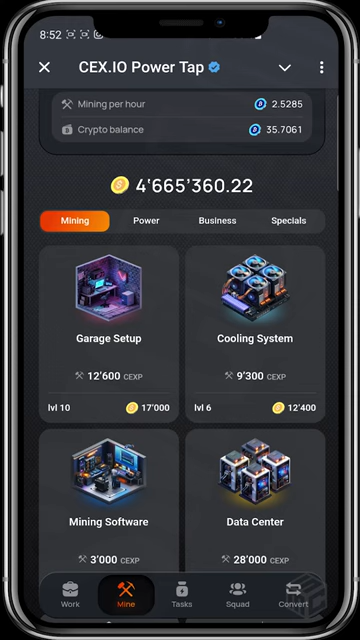 8:52
CEX.IO Power Tap
Mining per hour 2.5285
Crypto balance 35.7061
4'665'360.22
Mining Power Business Specials
Garage Setup Cooling System
12'600 CEXP 9'300 CEXP
lvl 10 17'000 lvl 6 12'400
Mining Software Data Center
3'000 CEXP 28'000 CEXP
Work Mine Tasks Squad Convert